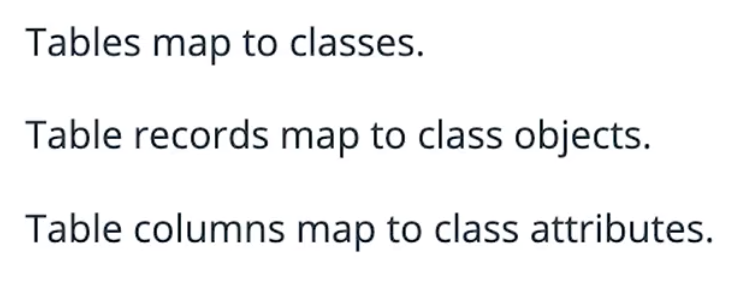 Tables map to classes.
Table records map to class objects.
Table columns map to class attributes.